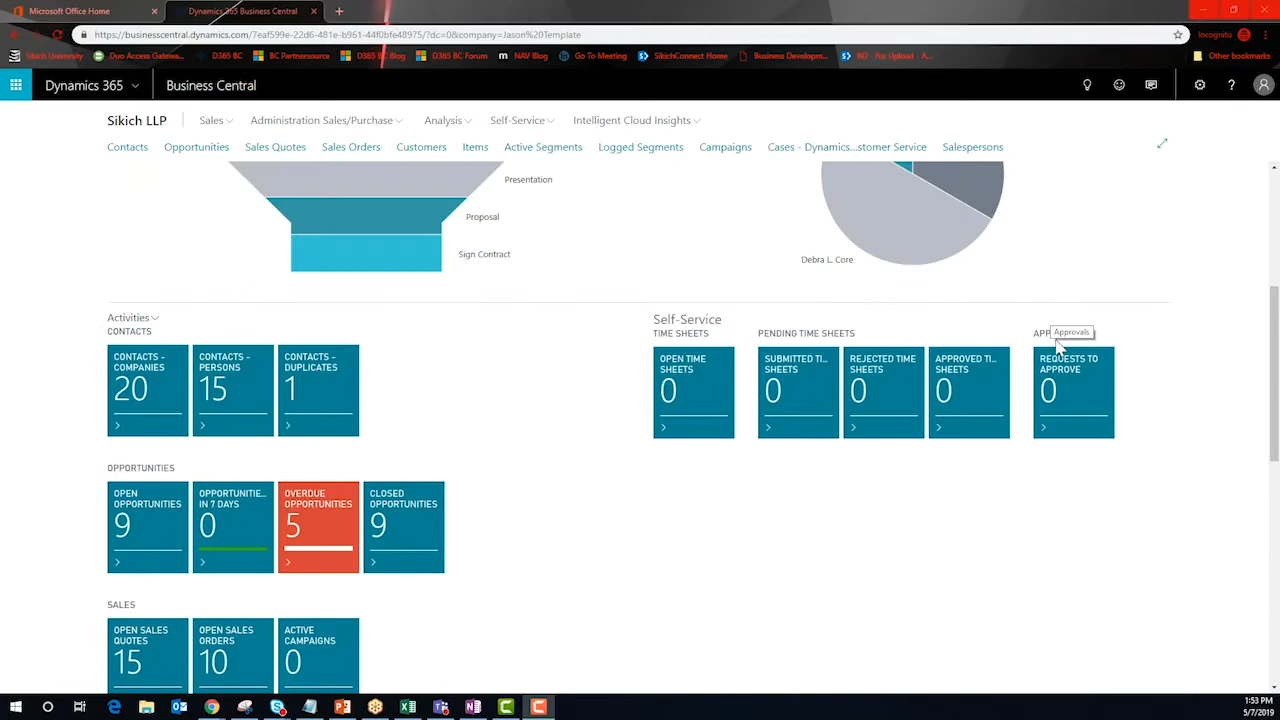 Microsoft Office Home
Dynamics 365 Business Central
https://businesscentral.dynamics.com/7eaf599e-22d6-481e-b961-44f0bfe48975/?dc=0&company=Jason%20Template
Incognito
Sikich University
Duo Access Gatewa...
D365 BC
BC Partnersource
D365 BC Blog
D365 BC Forum
NAV Blog
Go To Meeting
SikichConnect Home
Business Developm...
Other bookmarks
Dynamics 365
Business Central
Sikich LLP
Sales
Administration Sales/Purchase
Analysis
Self-Service
Intelligent Cloud Insights
Contacts
Opportunities
Sales Quotes
Sales Orders
Customers
Items
Active Segments
Logged Segments
Campaigns
Cases - Dynamics...stomer Service
Salespersons
Presentation
Proposal
Sign Contract
Debra L. Core
Activities
CONTACTS
CONTACTS -
COMPANIES
20
CONTACTS -
PERSONS
15
CONTACTS -
DUPLICATES
1
Self-Service
TIME SHEETS
PENDING TIME SHEETS
Approvals
OPEN TIME
SHEETS
0
SUBMITTED TI...
SHEETS
0
REJECTED TIME
SHEETS
0
APPROVED TI...
SHEETS
0
REQUESTS TO
APPROVE
0
OPPORTUNITIES
OPEN
OPPORTUNITIES
9
OPPORTUNITIE...
IN 7 DAYS
0
OVERDUE
OPPORTUNITIES
5
CLOSED
OPPORTUNITIES
9
SALES
OPEN SALES
QUOTES
15
OPEN SALES
ORDERS
10
ACTIVE
CAMPAIGNS
0
1:53 PM
5/7/2019